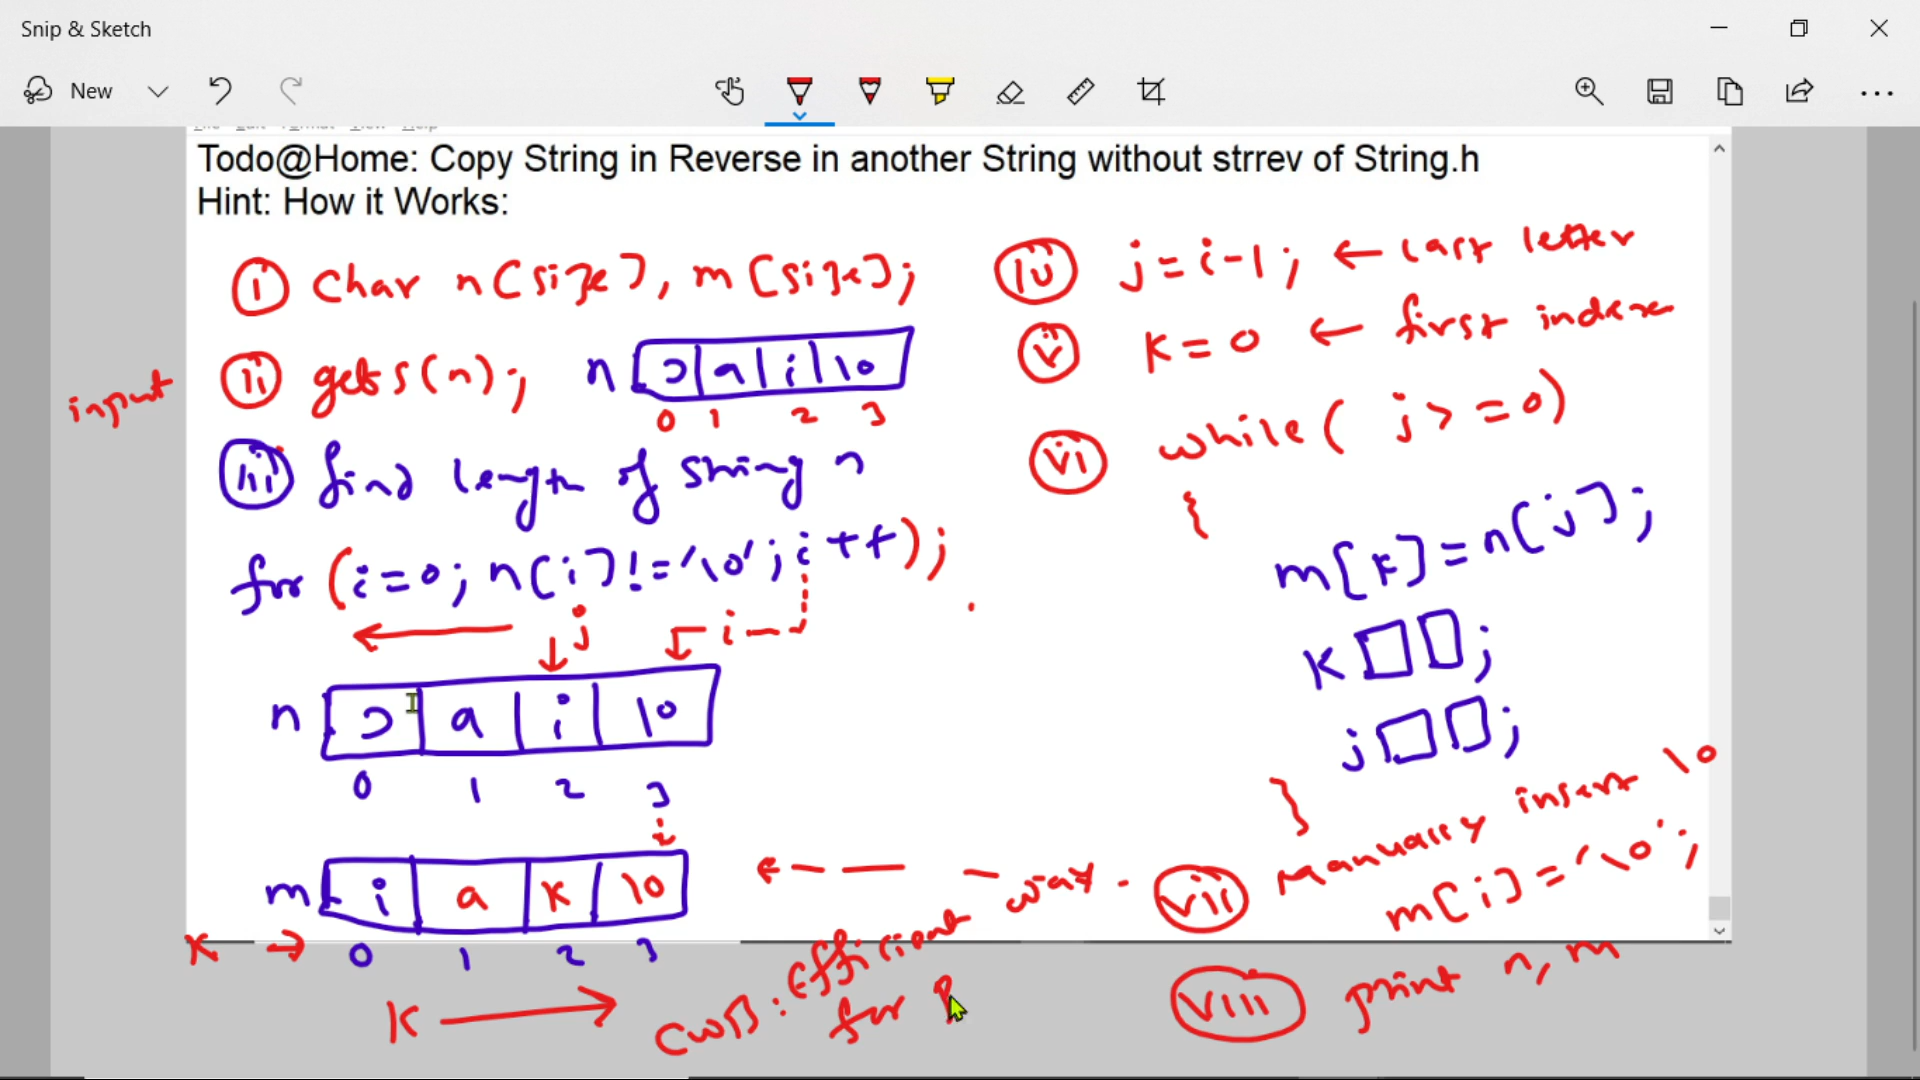 Snip & Sketch
New
Todo@Home: Copy String in Reverse in another String without strrev of String.h
Hint: How it Works:
i char n[size], m[size];
input
ii gets(n);
n ɔ a i \0
0 1 2 3
iii find length of string n
for (i=0; n[i]!='\0'; i++);
j
i
n ɔ a i \0
0 1 2 3
m i a k \0
K 0 1 2 3
K
iv j=i-1; ← last letter
v K=0 ← first index
vi while( j>=0)
{
m[k]=n[j];
K□□;
j□□;
}
vii manually insert \0
m[i]='\0';
viii print n, m
CWB: Efficient way
for